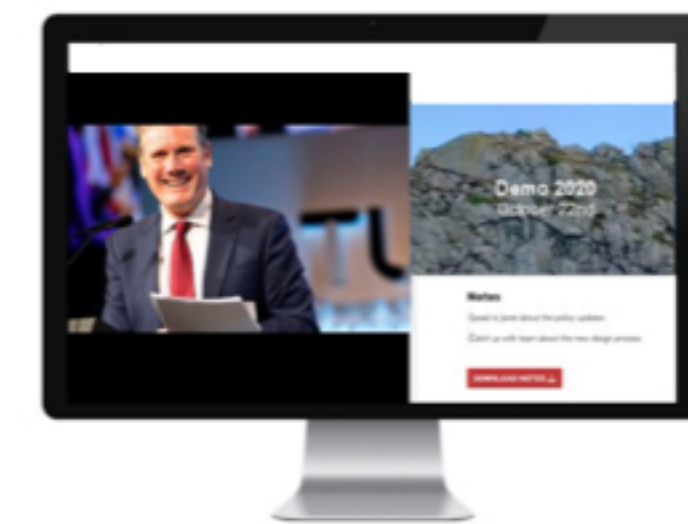 TU
Demo 2020
October 22nd
Notes
Speak to Janet about the policy updates
Catch up with team about the new design process
DOWNLOAD NOTES